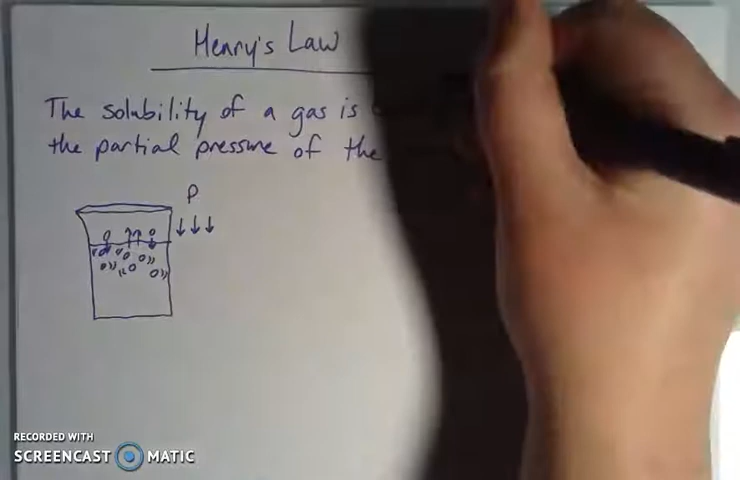 Henry's Law
The solubility of a gas is
the partial pressure of the
P
RECORDED WITH
SCREENCAST MATIC